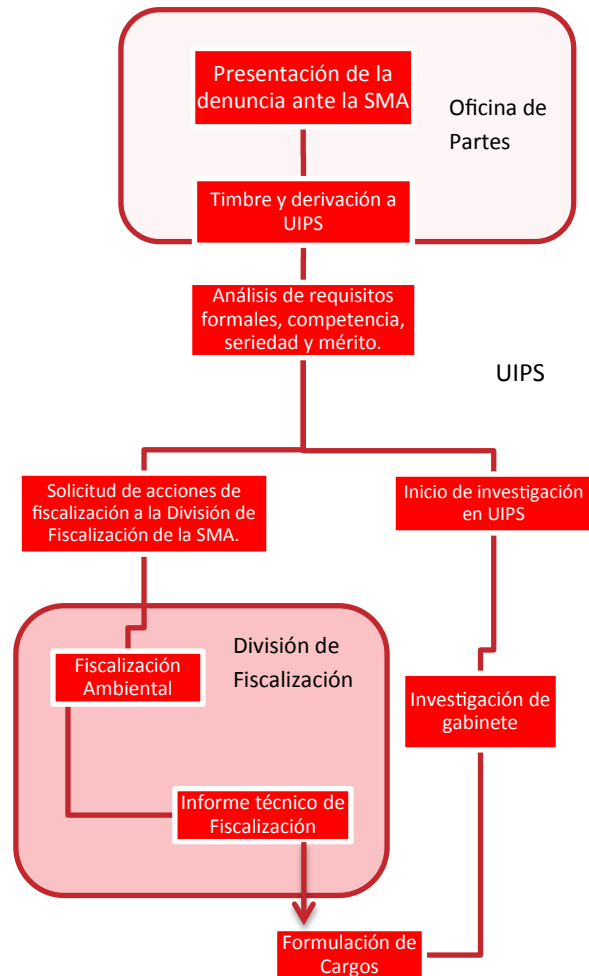 Presentación de la
denuncia ante la SMA
Oficina de
Partes
Timbre y derivación a
UIPS
Análisis de requisitos
formales, competencia,
seriedad y mérito.
UIPS
Solicitud de acciones de
fiscalización a la División de
Fiscalización de la SMA.
Inicio de investigación
en UIPS
División de
Fiscalización
Fiscalización
Ambiental
Investigación de
gabinete
Informe técnico de
Fiscalización
Formulación de
Cargos